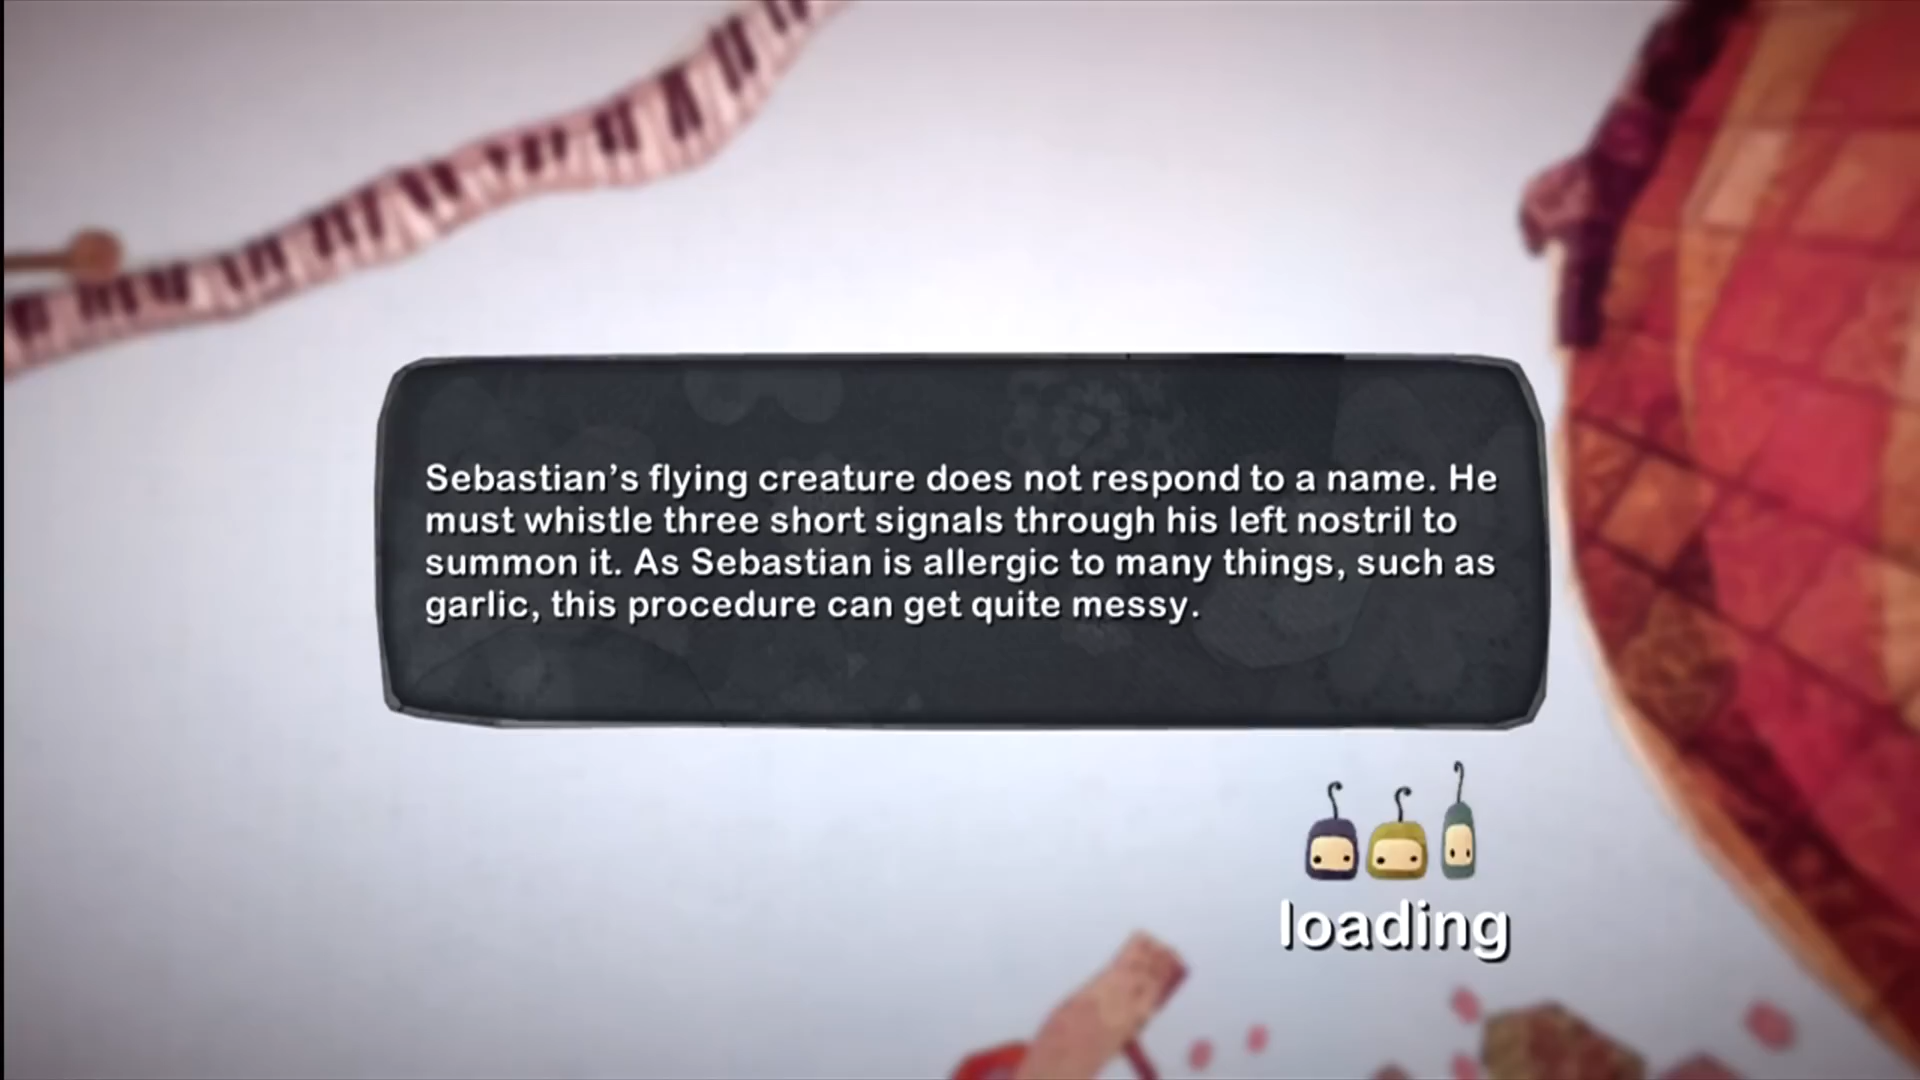 Sebastian’s flying creature does not respond to a name. He
must whistle three short signals through his left nostril to
summon it. As Sebastian is allergic to many things, such as
garlic, this procedure can get quite messy.
loading